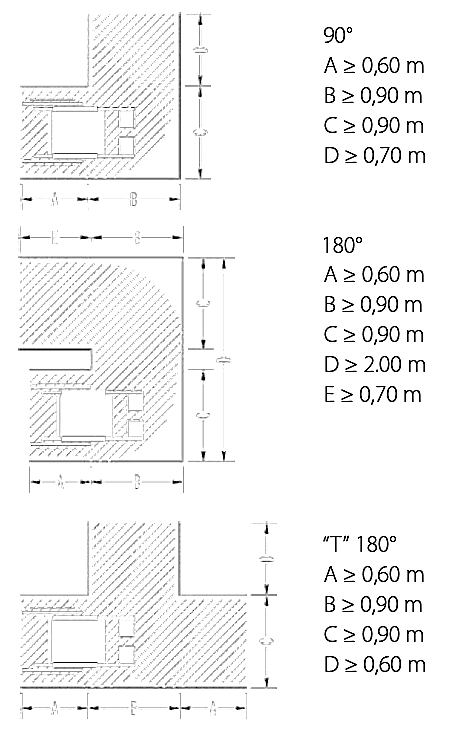 D
90°
A ≥ 0,60 m
B ≥ 0,90 m
C
C ≥ 0,90 m
D ≥ 0,70 m
A B
E B
180°
A ≥ 0,60 m
C
B ≥ 0,90 m
D
C ≥ 0,90 m
D ≥ 2.00 m
C
E ≥ 0,70 m
A B
"T" 180°
D
A ≥ 0,60 m
B ≥ 0,90 m
C
C ≥ 0,90 m
D ≥ 0,60 m
A B A